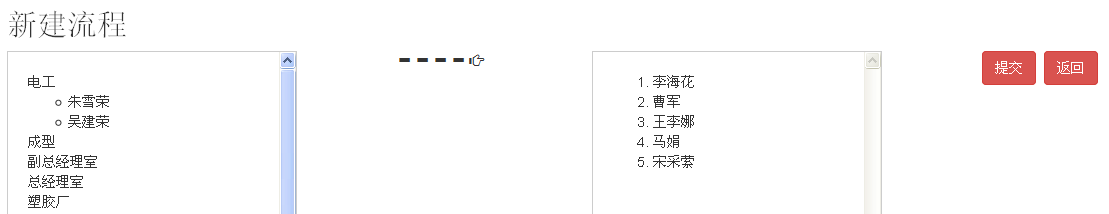 新建流程
电工
朱雪荣
吴建荣
成型
副总经理室
总经理室
塑胶厂
1. 李海花
2. 曹军
3. 王李娜
4. 马娟
5. 宋采萦
提交
返回